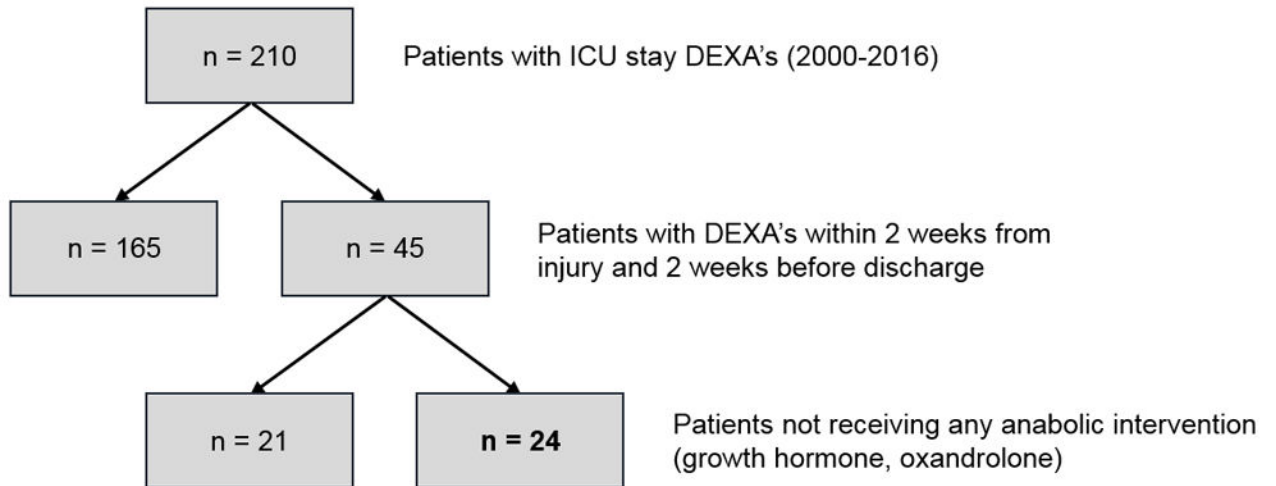 n = 210
Patients with ICU stay DEXA's (2000-2016)
n = 165
n = 45
Patients with DEXA's within 2 weeks from
injury and 2 weeks before discharge
n = 21
n = 24
Patients not receiving any anabolic intervention
(growth hormone, oxandrolone)